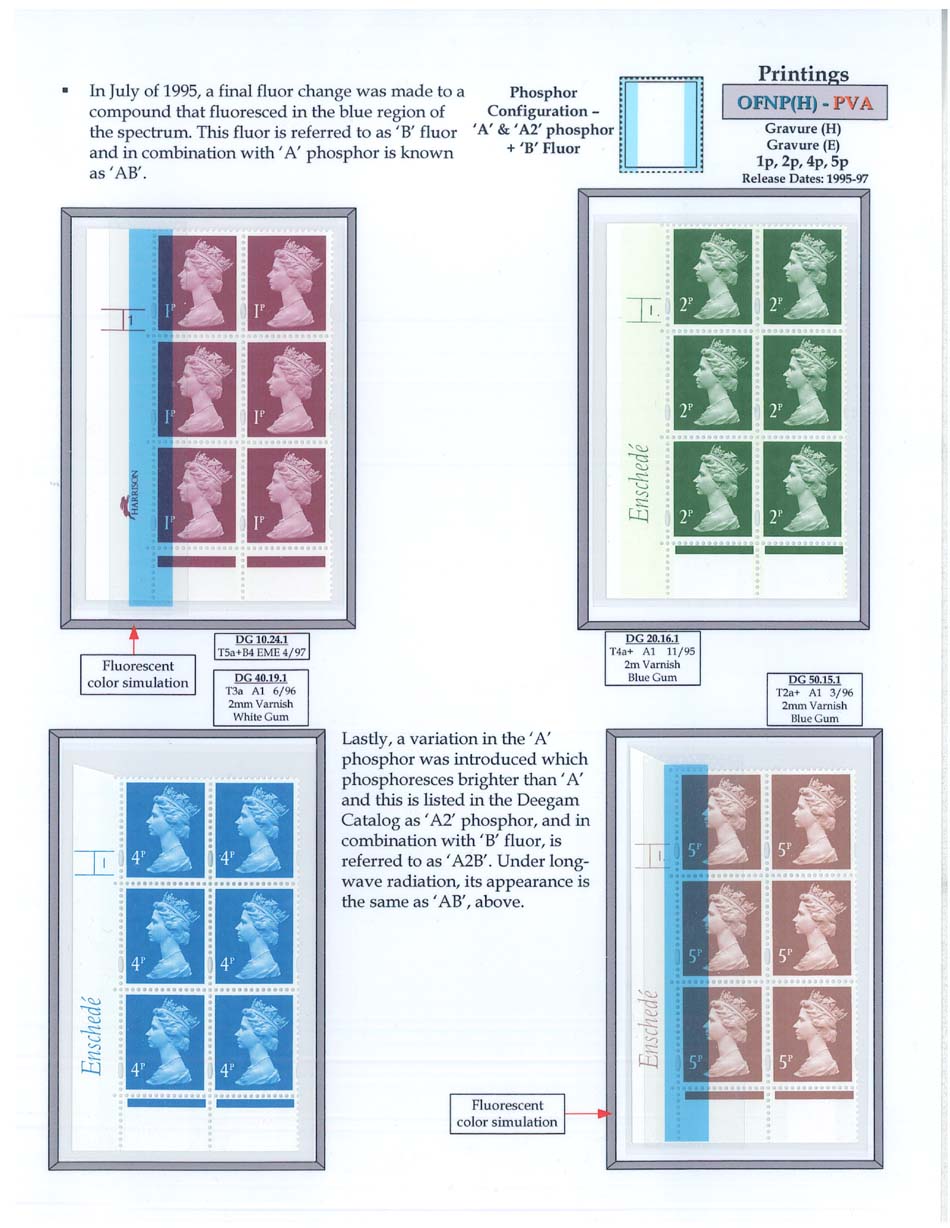 ▪ In July of 1995, a final fluor change was made to a
compound that fluoresced in the blue region of
the spectrum. This fluor is referred to as ‘B’ fluor
and in combination with ‘A’ phosphor is known
as ‘AB’.
Phosphor
Configuration –
‘A’ & ‘A2’ phosphor
+ ‘B’ Fluor
Printings
OFNP(H) - PVA
Gravure (H)
Gravure (E)
1p, 2p, 4p, 5p
Release Dates: 1995-97
1
1P
1P
1P
1P
1P
1P
HARRISON
1.
2P
2P
2P
2P
2P
2P
Enschedé
Fluorescent
color simulation
DG 10.24.1
T5a+B4 EME 4/97
DG 40.19.1
T3a A1 6/96
2mm Varnish
White Gum
DG 20.16.1
T4a+ A1 11/95
2m Varnish
Blue Gum
DG 50.15.1
T2a+ A1 3/96
2mm Varnish
Blue Gum
1
4P
4P
4P
4P
4P
4P
Enschedé
Lastly, a variation in the ‘A’
phosphor was introduced which
phosphoresces brighter than ‘A’
and this is listed in the Deegam
Catalog as ‘A2’ phosphor, and in
combination with ‘B’ fluor, is
referred to as ‘A2B’. Under long-
wave radiation, its appearance is
the same as ‘AB’, above.
1.
5P
5P
5P
5P
5P
5P
Enschedé
Fluorescent
color simulation